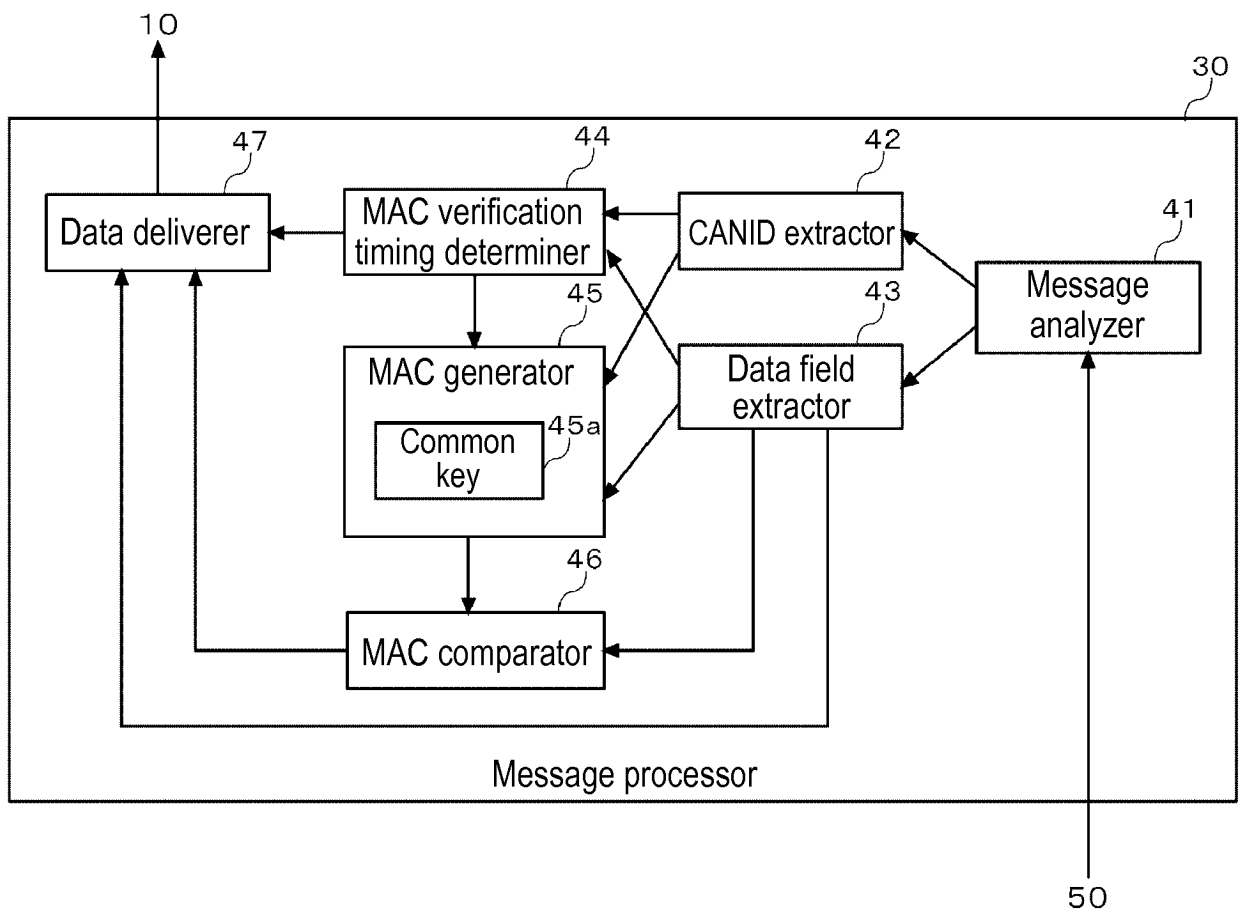 10
30
47
44
42
41
Data deliverer
MAC verification
timing determiner
CANID extractor
Message
analyzer
45
43
MAC generator
Data field
extractor
45a
Common
key
46
MAC comparator
Message processor
50